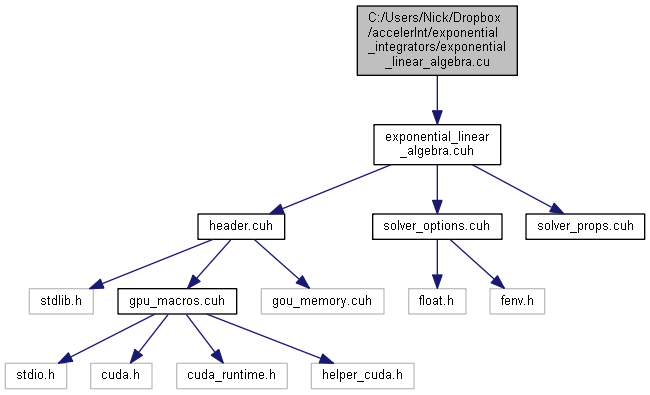 C:/Users/Nick/Dropbox
/accelerInt/exponential
_integrators/exponential
_linear_algebra.cu
exponential_linear
_algebra.cuh
header.cuh
solver_options.cuh
solver_props.cuh
stdlib.h
gpu_macros.cuh
gou_memory.cuh
float.h
fenv.h
stdio.h
cuda.h
cuda_runtime.h
helper_cuda.h